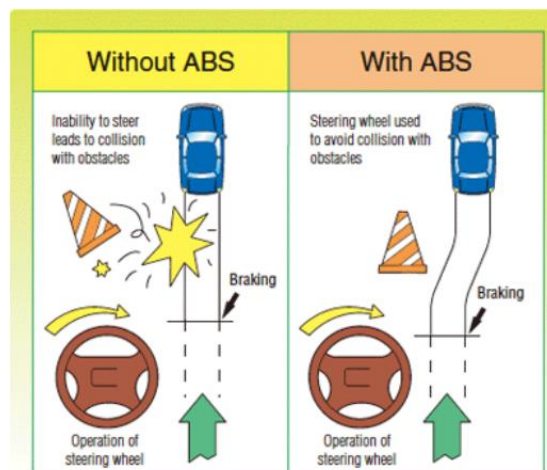 Without ABS
With ABS
Inability to steer
leads to collision
with obstacles
Braking
Operation of
steering wheel
Steering wheel used
to avoid collision with
obstacles
Braking
Operation of
steering wheel